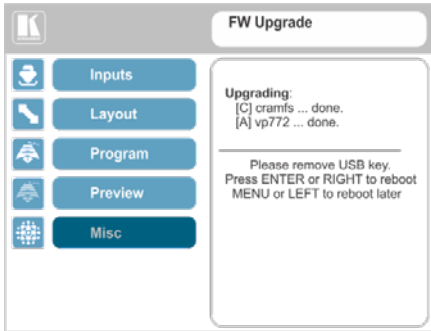 FW Upgrade
Inputs
Layout
Program
Preview
Misc
Upgrading:
[C] cramfs ... done.
[A] vp772 ... done.
Please remove USB key.
Press ENTER or RIGHT to reboot
MENU or LEFT to reboot later